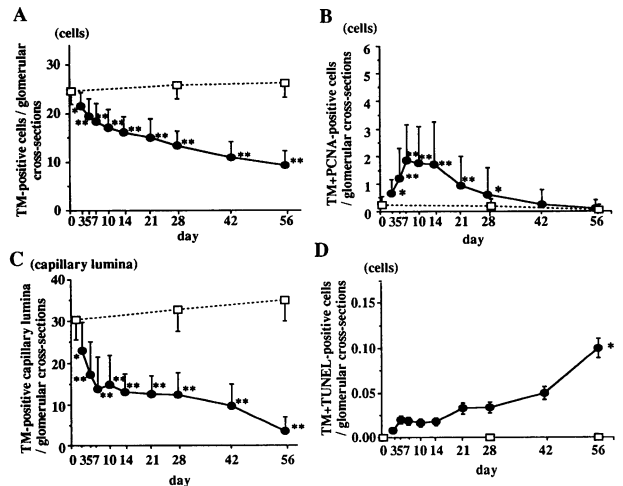 A
(cells)
TM-positive cells / glomerular
cross-sections
30
20
10
0
* ** ** ** ** ** ** ** **
0 357 10 14 21 28 42 56
day
B
(cells)
TM+PCNA-positive cells
/ glomerular cross-sections
6
5
4
3
2
1
0
* ** ** ** ** ** *
0 357 10 14 21 28 42 56
day
C
(capillary lumina)
TM-positive capillary lumina
/ glomerular cross-sections
40
30
20
10
0
* ** ** ** ** ** ** ** **
0 357 10 14 21 28 42 56
day
D
(cells)
TM+TUNEL-positive cells
/ glomerular cross-sections
0.15
0.10
0.05
0.00
*
0 357 10 14 21 28 42 56
day